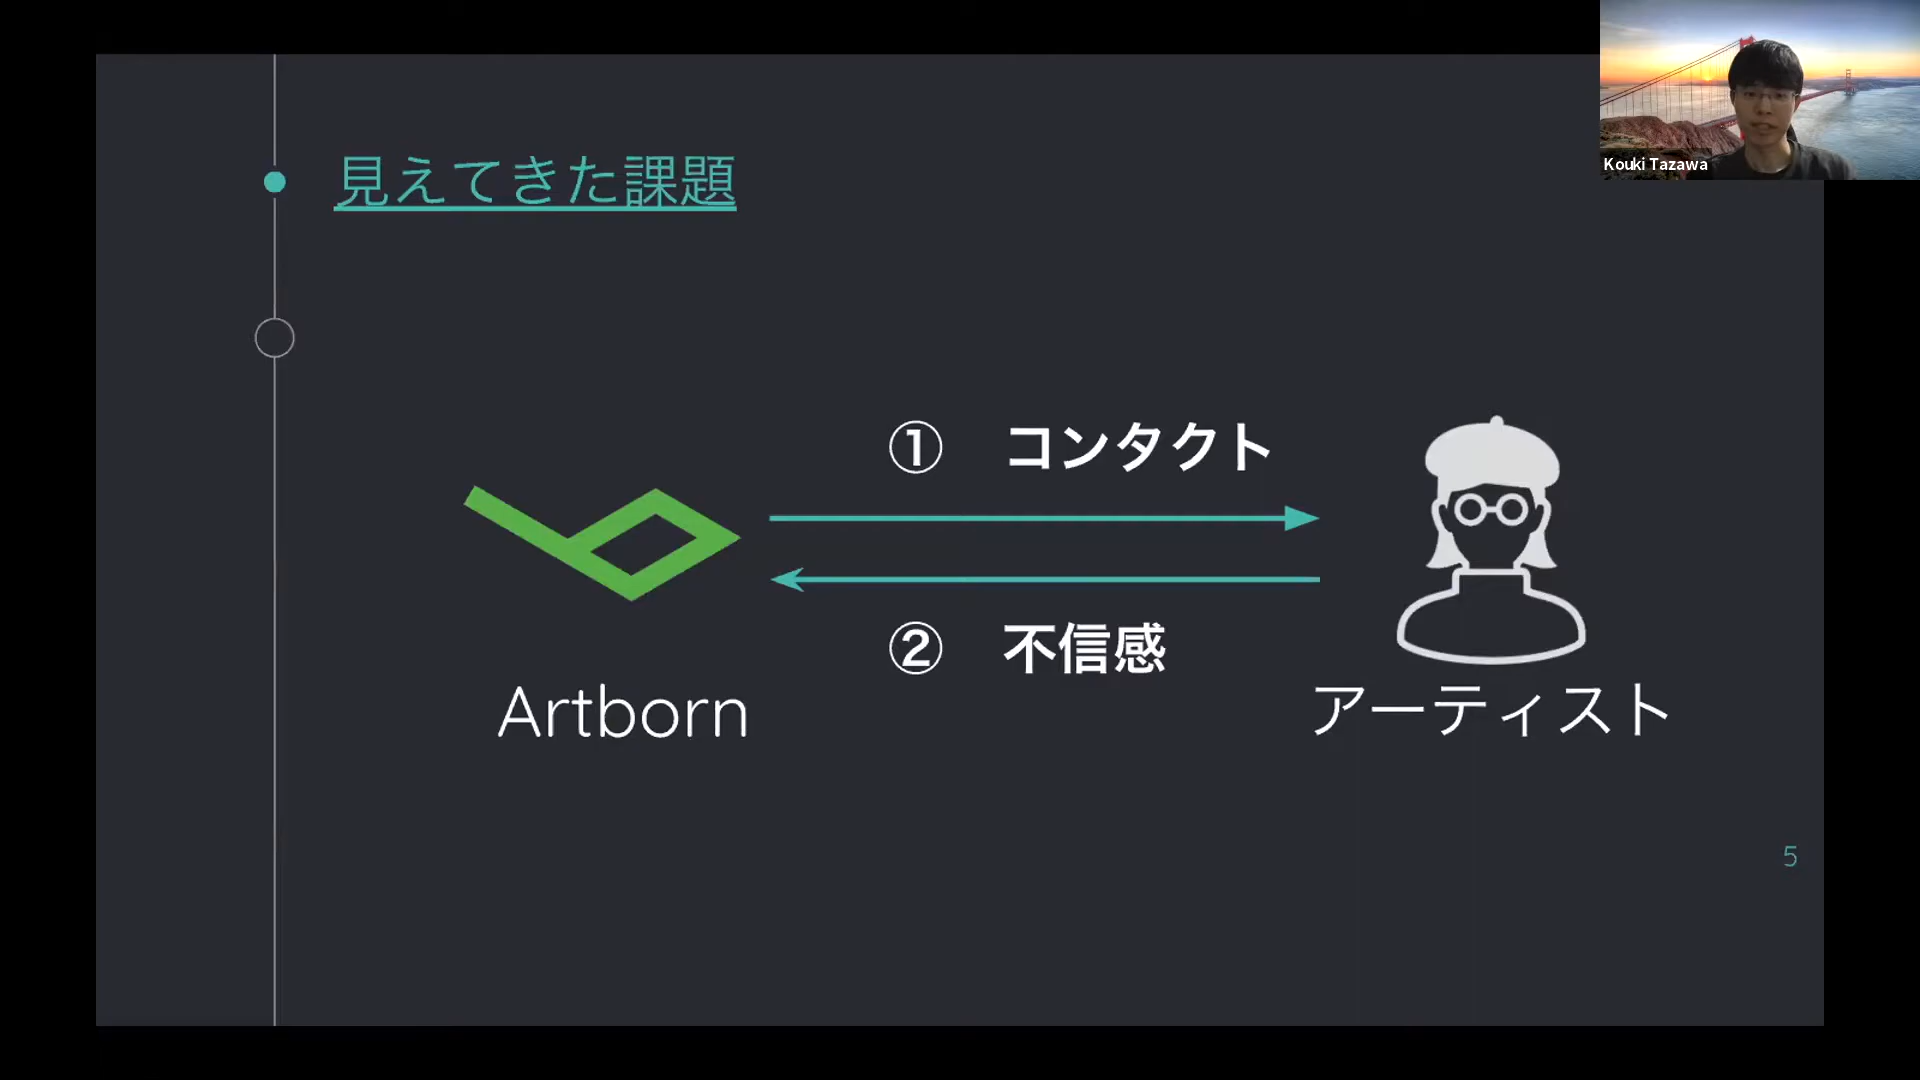 Kouki Tazawa
見えてきた課題
① コンタクト
② 不信感
Artborn
アーティスト
5